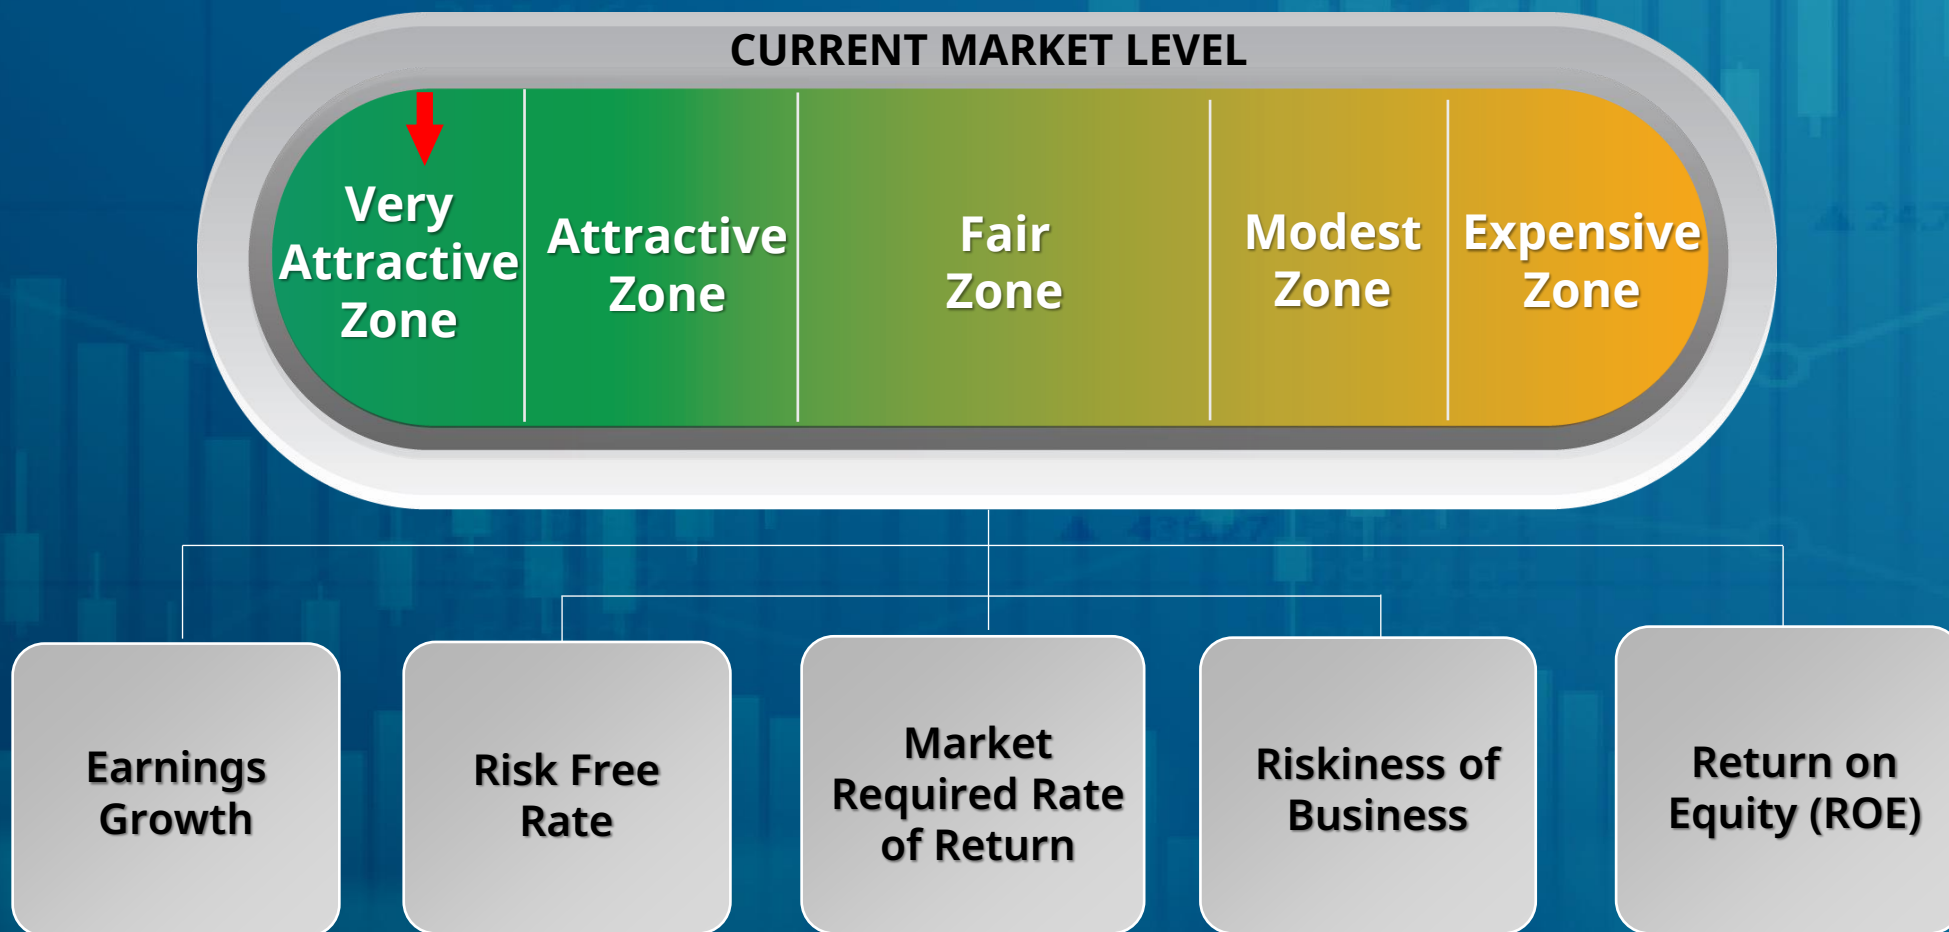 CURRENT MARKET LEVEL
Very
Attractive
Zone
Attractive
Zone
Fair
Zone
Modest
Zone
Expensive
Zone
Earnings
Growth
Risk Free
Rate
Market
Required Rate
of Return
Riskiness of
Business
Return on
Equity (ROE)